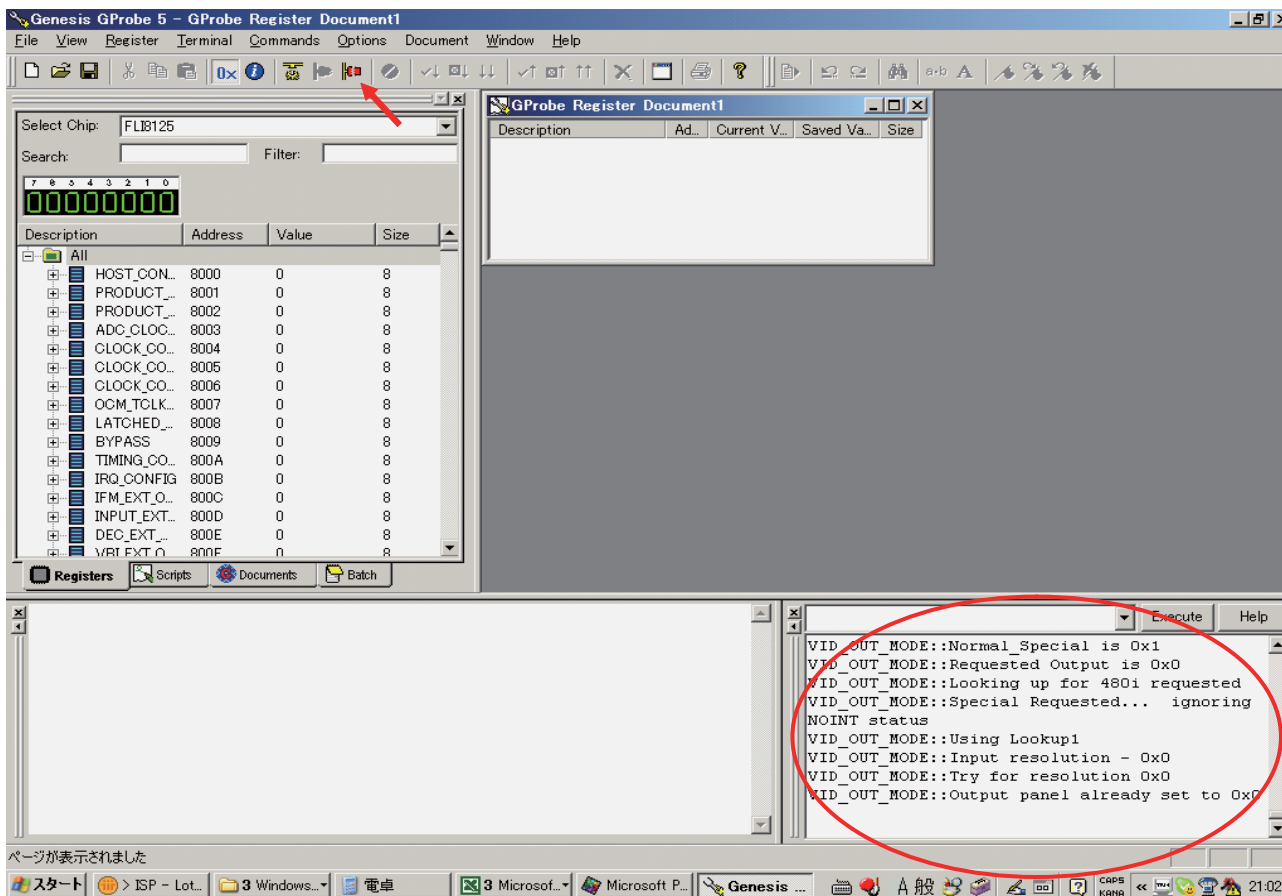 Genesis GProbe 5 - GProbe Register Document1
File View Register Terminal Commands Options Document Window Help
0x
a•b A
Select Chip: FLI8125
Search: Filter:
7 6 5 4 3 2 1 0
00000000
Description Address Value Size
All
HOST_CON... 8000 0 8
PRODUCT_... 8001 0 8
PRODUCT_... 8002 0 8
ADC_CLOC... 8003 0 8
CLOCK_CO... 8004 0 8
CLOCK_CO... 8005 0 8
CLOCK_CO... 8006 0 8
OCM_TCLK... 8007 0 8
LATCHED_... 8008 0 8
BYPASS 8009 0 8
TIMING_CO... 800A 0 8
IRQ_CONFIG 800B 0 8
IFM_EXT_O... 800C 0 8
INPUT_EXT... 800D 0 8
DEC_EXT_... 800E 0 8
VBI_EXT_O... 800F 0 8
Registers Scripts Documents Batch
GProbe Register Document1
Description Ad... Current V... Saved Va... Size
Execute Help
VID_OUT_MODE::Normal_Special is 0x1
VID_OUT_MODE::Requested Output is 0x0
VID_OUT_MODE::Looking up for 480i requested
VID_OUT_MODE::Special Requested... ignoring
NOINT status
VID_OUT_MODE::Using Lookup1
VID_OUT_MODE::Input resolution - 0x0
VID_OUT_MODE::Try for resolution 0x0
VID_OUT_MODE::Output panel already set to 0x0
ページが表示されました
スタート > ISP - Lot... 3 Windows... 電卓 3 Microsof... Microsoft P... Genesis ... A 般 CAPS KANA « 21:02